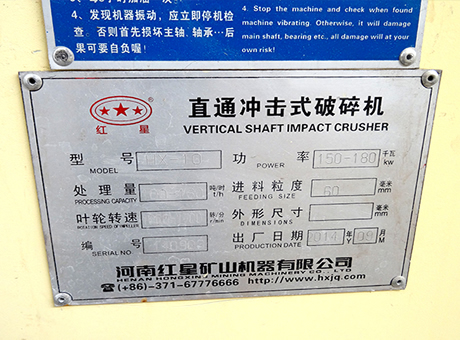 4、发现机器振动，应立即停机检
查。否则首先损坏主轴、轴承…后
果可要自负喔！
4. Stop the machine and check when found
machine vibrating. Otherwise, it will damage
main shaft, bearing etc., all damage will at your
own risk!
红星
直通冲击式破碎机
VERTICAL SHAFT IMPACT CRUSHER
型号
MODEL
功率 150-180 千瓦
POWER kw
处理量 吨/时
PROCESSING CAPACITY t/h
进料粒度 60 毫米
FEEDING SIZE mm
叶轮转速 转/分
ROTATION SPEED OF IMPELLER r/min
外形尺寸 毫米
DIMENSIONS mm
编号
SERIAL NO
出厂日期 2014 年 09 月
PRODUCTION DATE Y M
河南红星矿山机器有限公司
HENAN HONGXING MINING MACHINERY CO., LTD
☎(+86)-371-67776666 http://www.hxjq.com